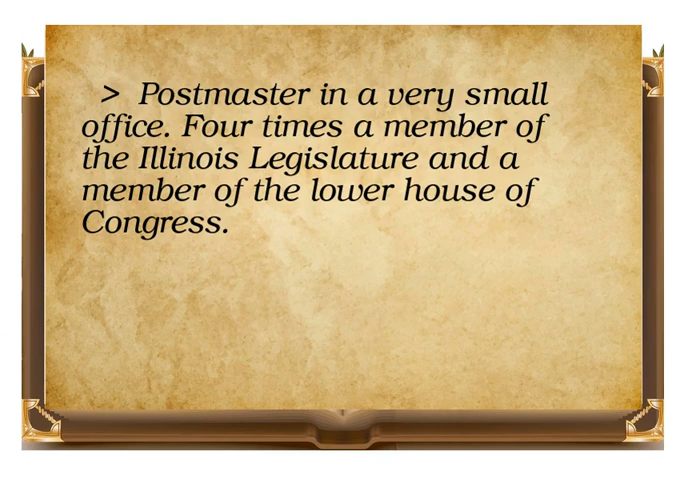 > Postmaster in a very small
office. Four times a member of
the Illinois Legislature and a
member of the lower house of
Congress.